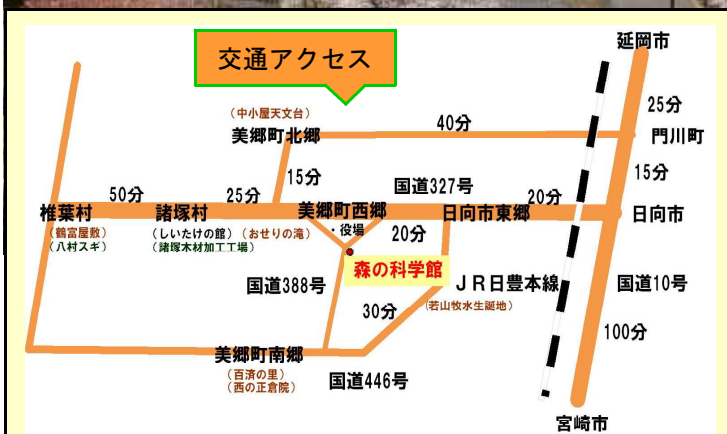 交通アクセス
延岡市
25分
(中小屋天文台)
美郷町北郷
40分
門川町
15分
15分
国道327号
50分
25分
20分
椎葉村
諸塚村
美郷町西郷
日向市東郷
日向市
(鶴富屋敷)
(八村スギ)
(しいたけの館)
(おせりの滝)
(諸塚木材加工工場)
・役場
20分
森の科学館
国道388号
JR日豊本線
国道10号
30分
(若山牧水生誕地)
100分
美郷町南郷
(百済の里)
(西の正倉院)
国道446号
宮崎市